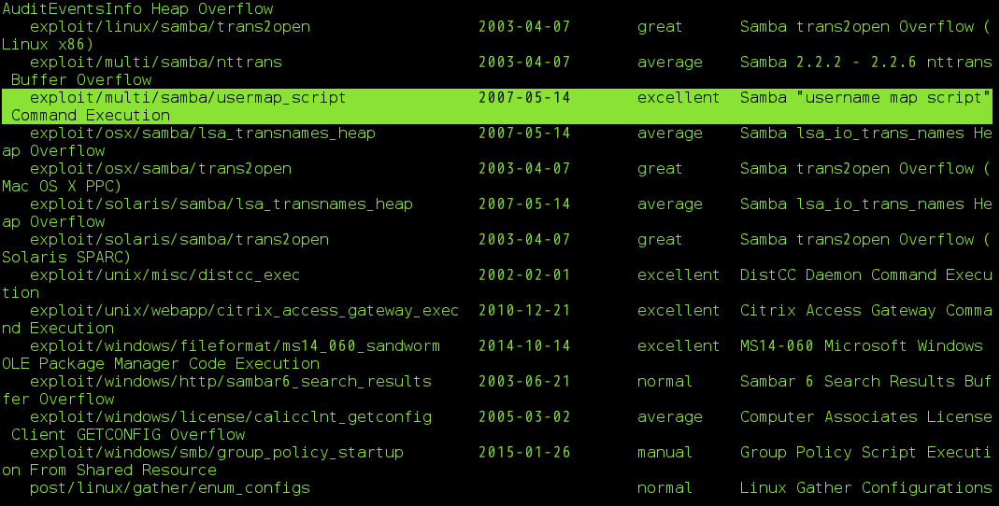 AuditEventsInfo Heap Overflow
   exploit/linux/samba/trans2open                  2003-04-07       great      Samba trans2open Overflow (
Linux x86)
   exploit/multi/samba/nttrans                     2003-04-07       average    Samba 2.2.2 - 2.2.6 nttrans
 Buffer Overflow
   exploit/multi/samba/usermap_script              2007-05-14       excellent  Samba "username map script"
 Command Execution
   exploit/osx/samba/lsa_transnames_heap           2007-05-14       average    Samba lsa_io_trans_names He
ap Overflow
   exploit/osx/samba/trans2open                    2003-04-07       great      Samba trans2open Overflow (
Mac OS X PPC)
   exploit/solaris/samba/lsa_transnames_heap       2007-05-14       average    Samba lsa_io_trans_names He
ap Overflow
   exploit/solaris/samba/trans2open                2003-04-07       great      Samba trans2open Overflow (
Solaris SPARC)
   exploit/unix/misc/distcc_exec                   2002-02-01       excellent  DistCC Daemon Command Execu
tion
   exploit/unix/webapp/citrix_access_gateway_exec  2010-12-21       excellent  Citrix Access Gateway Comma
nd Execution
   exploit/windows/fileformat/ms14_060_sandworm    2014-10-14       excellent  MS14-060 Microsoft Windows
OLE Package Manager Code Execution
   exploit/windows/http/sambar6_search_results     2003-06-21       normal     Sambar 6 Search Results Buf
fer Overflow
   exploit/windows/license/calicclnt_getconfig     2005-03-02       average    Computer Associates License
 Client GETCONFIG Overflow
   exploit/windows/smb/group_policy_startup        2015-01-26       manual     Group Policy Script Executi
on From Shared Resource
   post/linux/gather/enum_configs                                   normal     Linux Gather Configurations